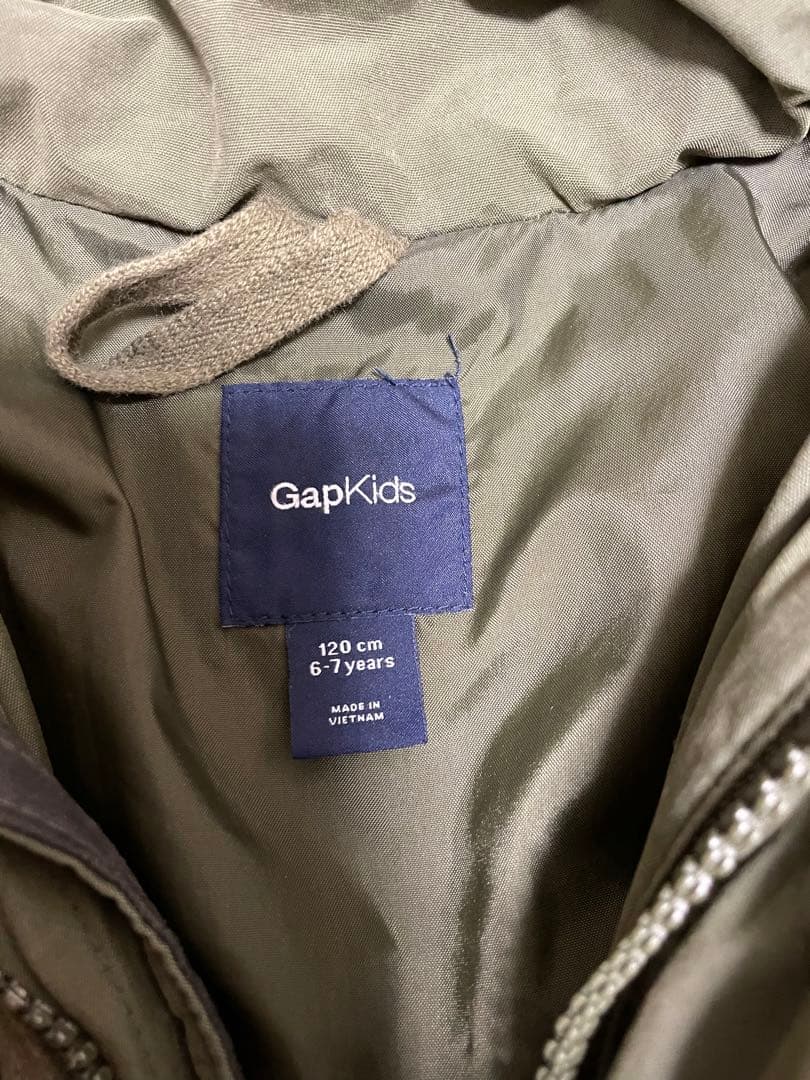 GapKids
120 cm
6-7 years
MADE IN
VIETNAM